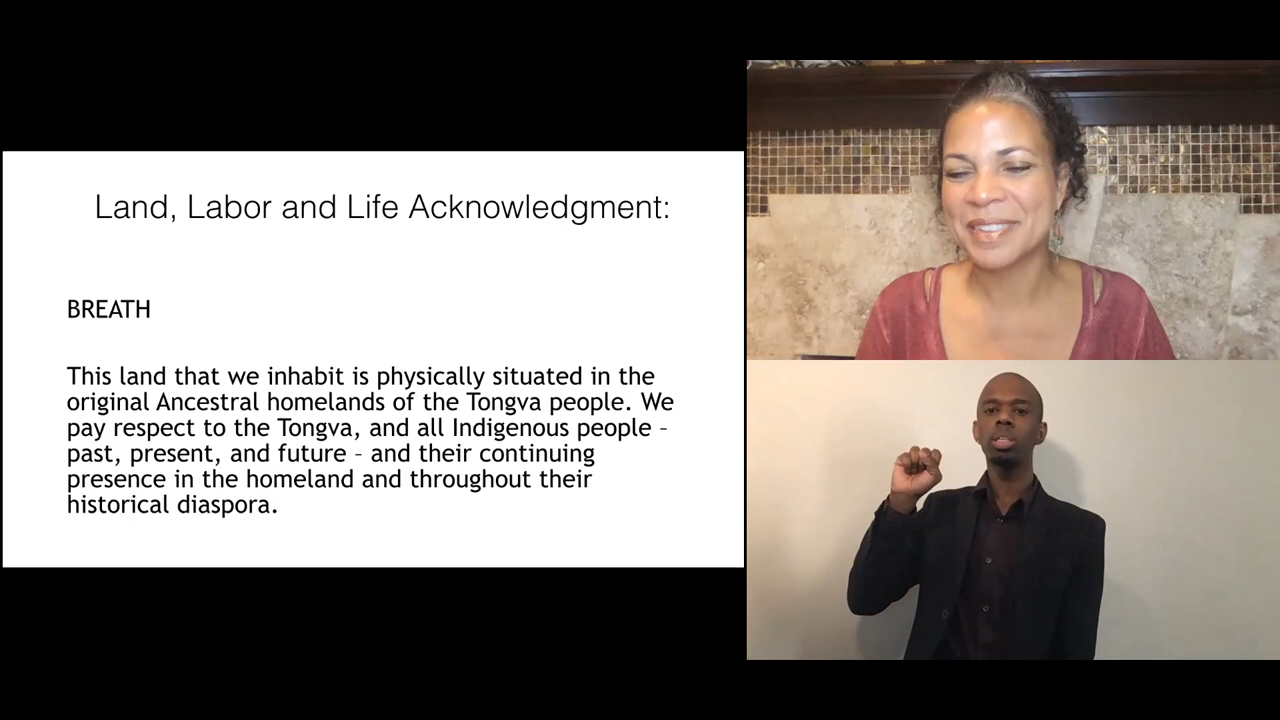 Land, Labor and Life Acknowledgment:
BREATH
This land that we inhabit is physically situated in the
original Ancestral homelands of the Tongva people. We
pay respect to the Tongva, and all Indigenous people –
past, present, and future – and their continuing
presence in the homeland and throughout their
historical diaspora.